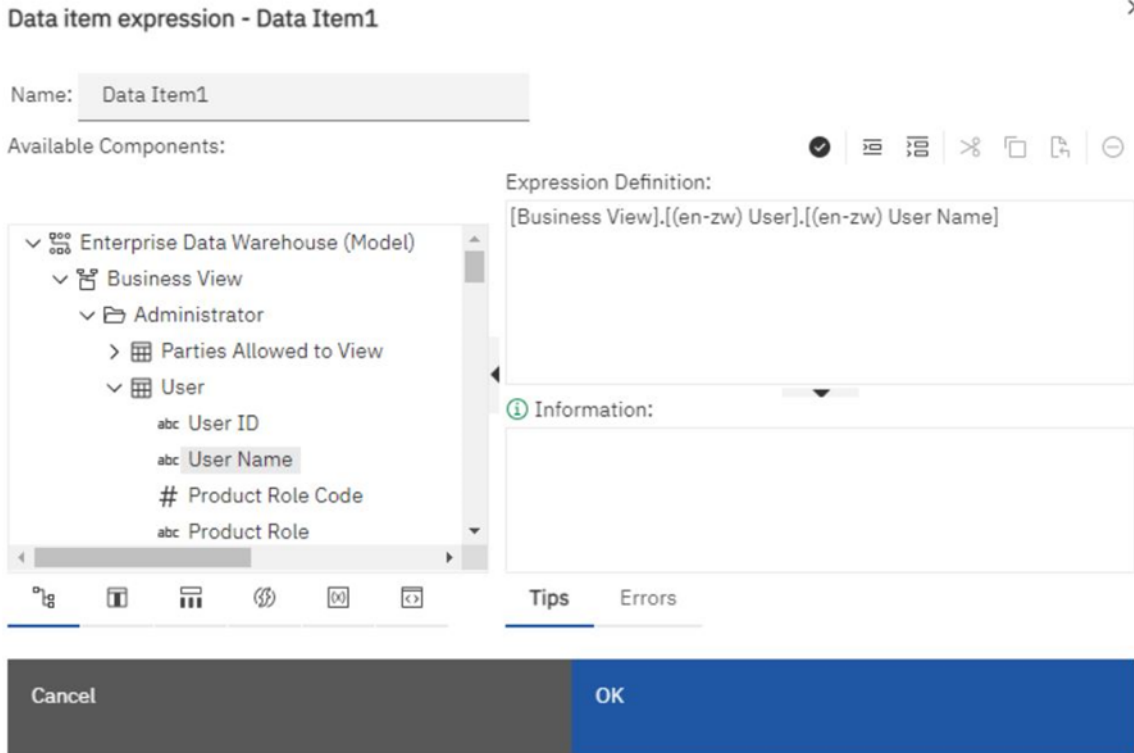 Data item expression - Data Item1
Name: Data Item1
Available Components:
Expression Definition:
[Business View].[(en-zw) User].[(en-zw) User Name]
Enterprise Data Warehouse (Model)
Business View
Administrator
Parties Allowed to View
User
abc User ID
abc User Name
# Product Role Code
abc Product Role
Information:
Tips Errors
Cancel OK